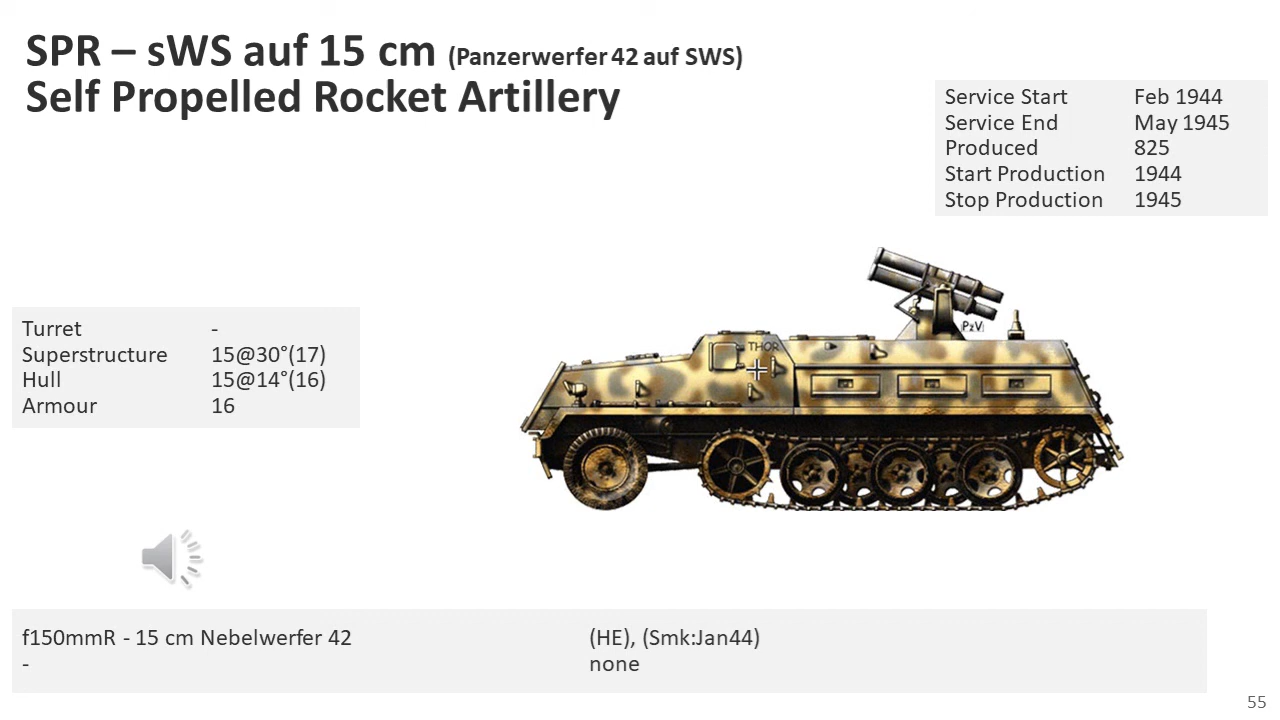 SPR – sWS auf 15 cm (Panzerwerfer 42 auf SWS)
Self Propelled Rocket Artillery
Service Start Feb 1944
Service End May 1945
Produced 825
Start Production 1944
Stop Production 1945
Turret -
Superstructure 15@30°(17)
Hull 15@14°(16)
Armour 16
PzV
THOR
f150mmR - 15 cm Nebelwerfer 42 (HE), (Smk:Jan44)
- none
55